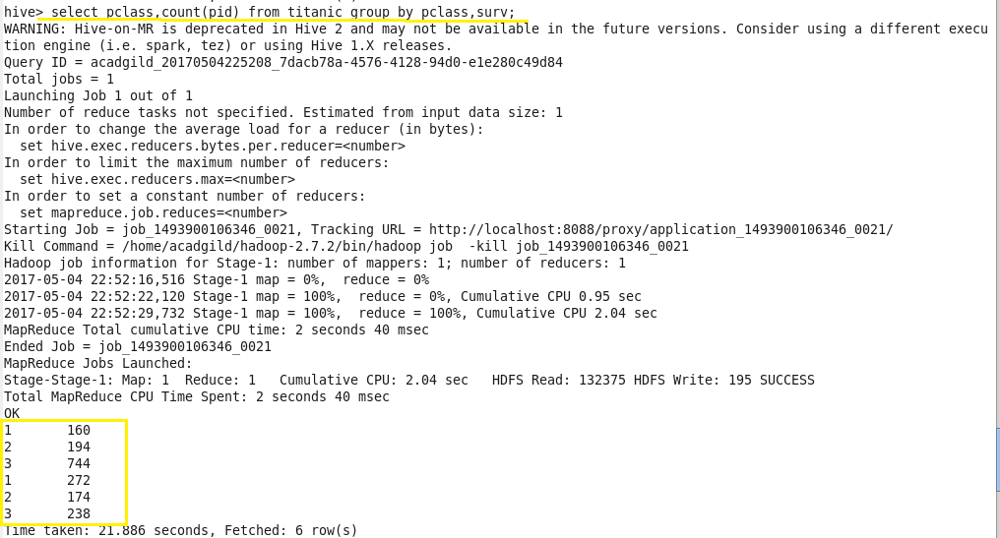 hive> select pclass,count(pid) from titanic group by pclass,surv;
WARNING: Hive-on-MR is deprecated in Hive 2 and may not be available in the future versions. Consider using a different execu
tion engine (i.e. spark, tez) or using Hive 1.X releases.
Query ID = acadgild_20170504225208_7dacb78a-4576-4128-94d0-e1e280c49d84
Total jobs = 1
Launching Job 1 out of 1
Number of reduce tasks not specified. Estimated from input data size: 1
In order to change the average load for a reducer (in bytes):
  set hive.exec.reducers.bytes.per.reducer=<number>
In order to limit the maximum number of reducers:
  set hive.exec.reducers.max=<number>
In order to set a constant number of reducers:
  set mapreduce.job.reduces=<number>
Starting Job = job_1493900106346_0021, Tracking URL = http://localhost:8088/proxy/application_1493900106346_0021/
Kill Command = /home/acadgild/hadoop-2.7.2/bin/hadoop job  -kill job_1493900106346_0021
Hadoop job information for Stage-1: number of mappers: 1; number of reducers: 1
2017-05-04 22:52:16,516 Stage-1 map = 0%,  reduce = 0%
2017-05-04 22:52:22,120 Stage-1 map = 100%,  reduce = 0%, Cumulative CPU 0.95 sec
2017-05-04 22:52:29,732 Stage-1 map = 100%,  reduce = 100%, Cumulative CPU 2.04 sec
MapReduce Total cumulative CPU time: 2 seconds 40 msec
Ended Job = job_1493900106346_0021
MapReduce Jobs Launched:
Stage-Stage-1: Map: 1  Reduce: 1   Cumulative CPU: 2.04 sec   HDFS Read: 132375 HDFS Write: 195 SUCCESS
Total MapReduce CPU Time Spent: 2 seconds 40 msec
OK
1       160
2       194
3       744
1       272
2       174
3       238
Time taken: 21.886 seconds, Fetched: 6 row(s)